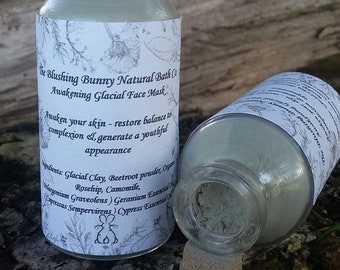 The Blushing Bunny Natural Bath Co.
Awakening Glacial Face Mask
Awaken your skin - restore balance to
complexion & generate a youthful
appearance
Ingredients: Glacial Clay, Beetroot powder, Organic
Rosehip, Camomile,
Pelargonium Graveolens ) Geranium Essential
Cupressus Sempervirens ) Cypress Essential